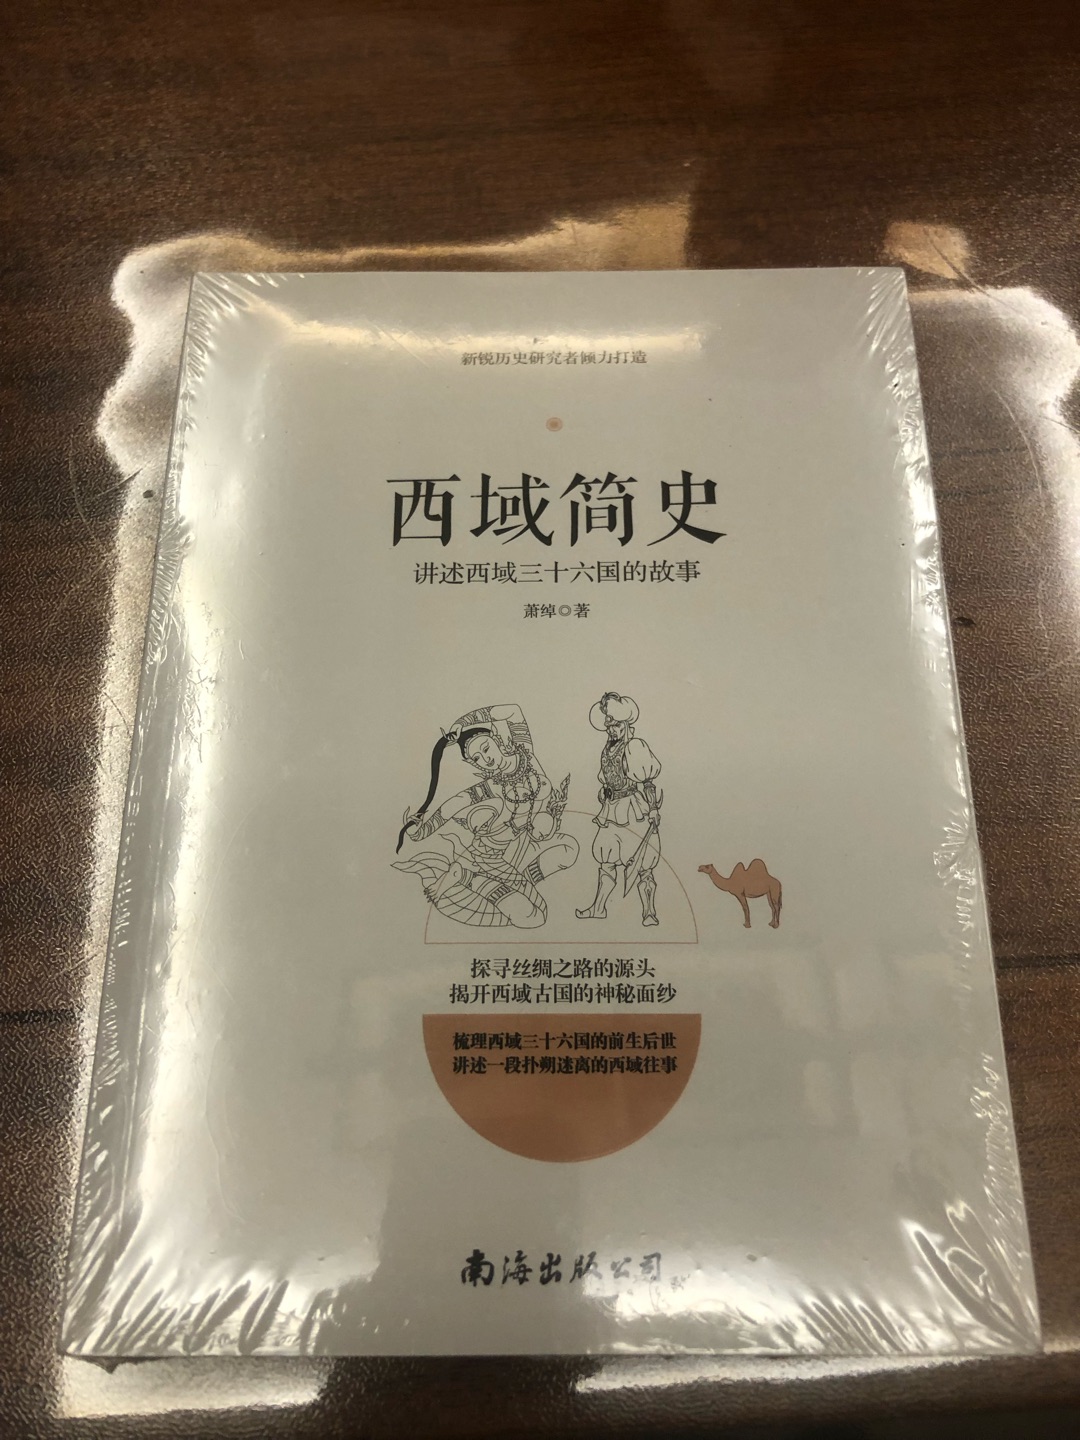 新锐历史研究者倾力打造
西域简史
讲述西域三十六国的故事
萧绰◎著
探寻丝绸之路的源头
揭开西域古国的神秘面纱
梳理西域三十六国的前生后世
讲述一段扑朔迷离的西域往事
南海出版公司